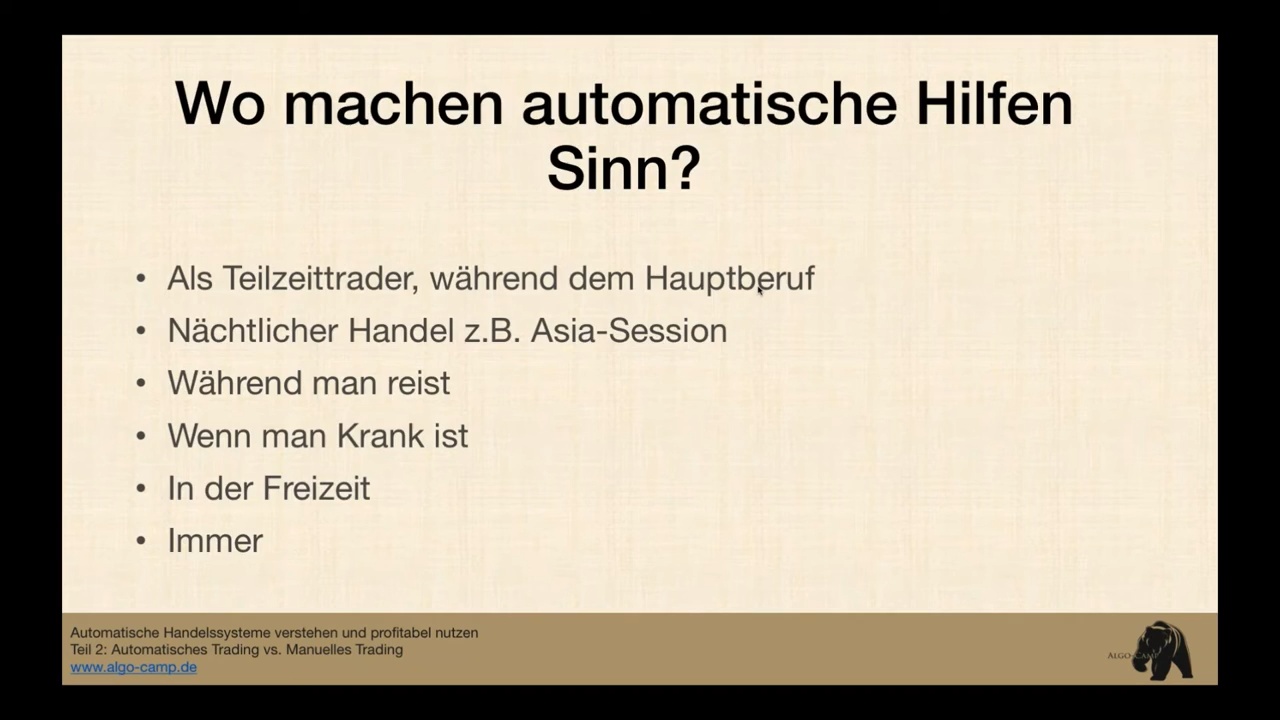 Wo machen automatische Hilfen
Sinn?
• Als Teilzeittrader, während dem Hauptberuf
• Nächtlicher Handel z.B. Asia-Session
• Während man reist
• Wenn man Krank ist
• In der Freizeit
• Immer
Automatische Handelssysteme verstehen und profitabel nutzen
Teil 2: Automatisches Trading vs. Manuelles Trading
www.algo-camp.de
ALGO-CAMP